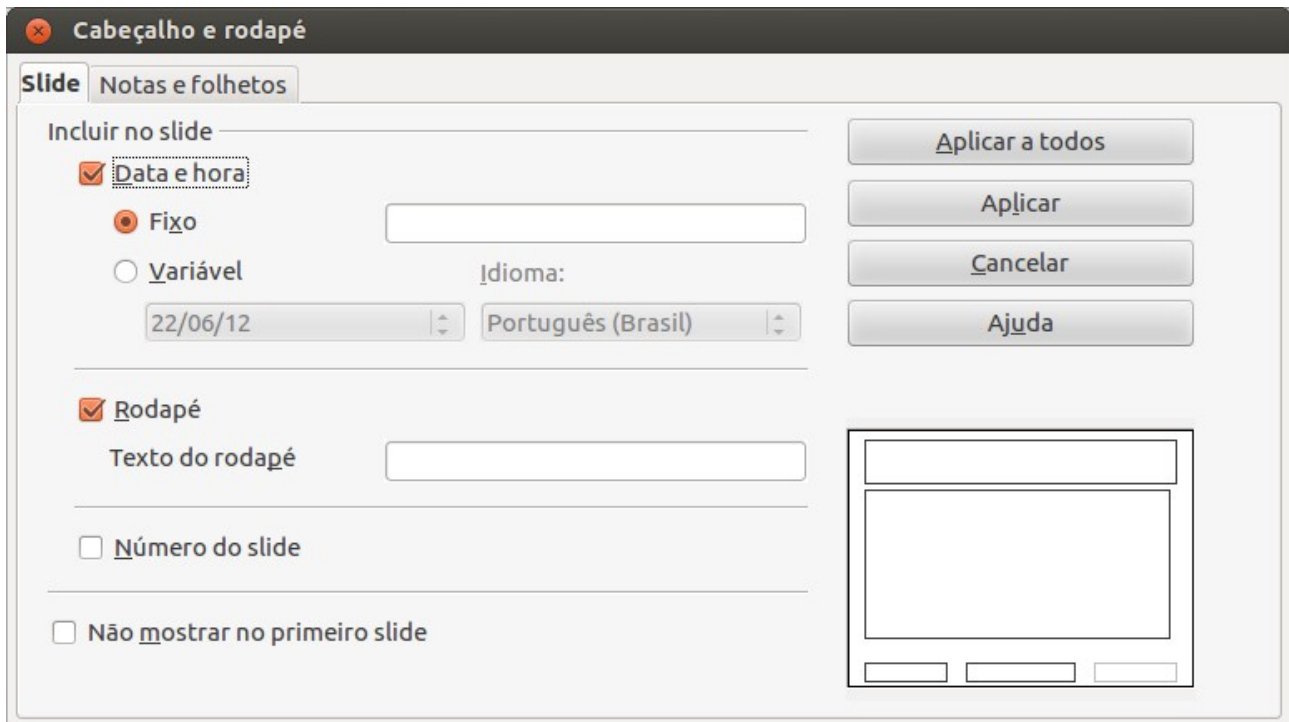 Cabeçalho e rodapé
Slide Notas e folhetos
Incluir no slide
Data e hora
Fixo
Variável Idioma:
22/06/12 Português (Brasil)
Rodapé
Texto do rodapé
Número do slide
Não mostrar no primeiro slide
Aplicar a todos
Aplicar
Cancelar
Ajuda